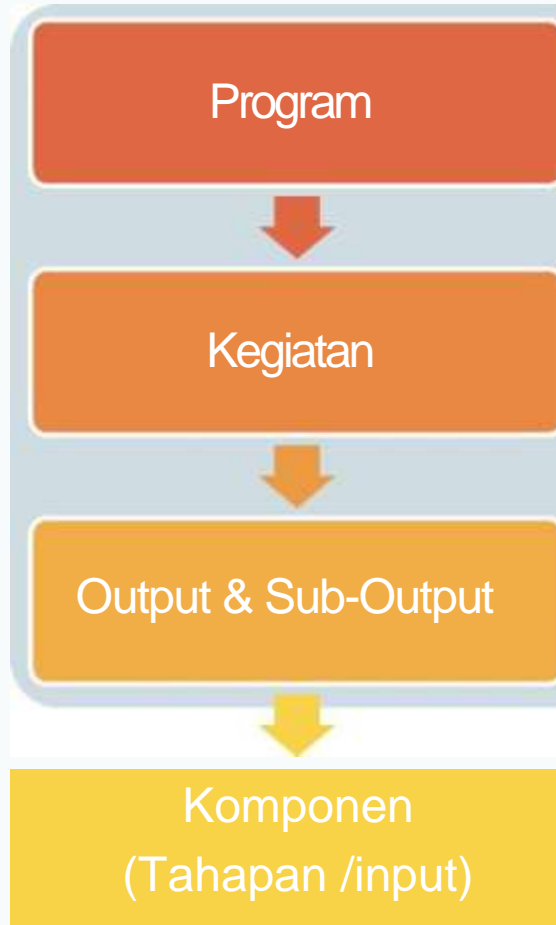 Program
Kegiatan
Output & Sub-Output
Komponen
(Tahapan /input)